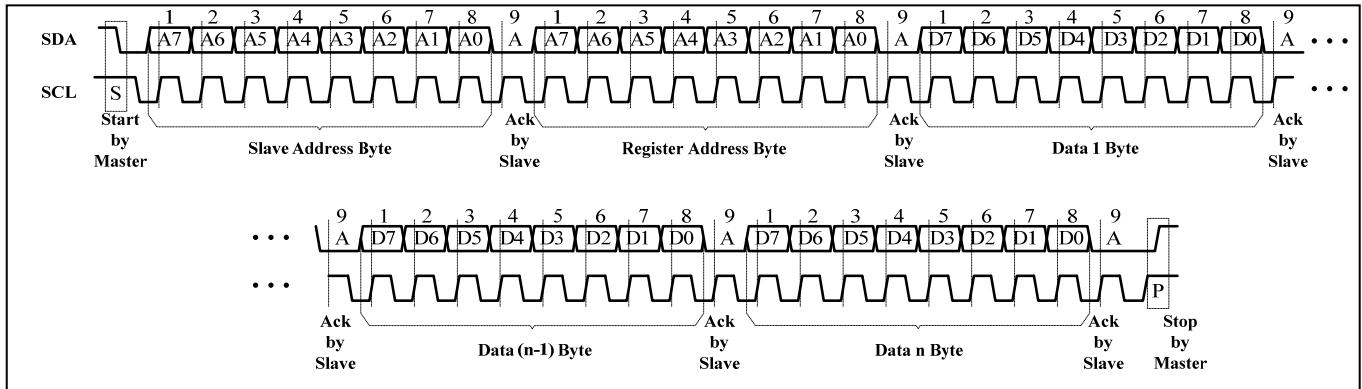 1 2 3 4 5 6 7 8 9 1 2 3 4 5 6 7 8 9 1 2 3 4 5 6 7 8 9
SDA A7 A6 A5 A4 A3 A2 A1 A0 A A7 A6 A5 A4 A3 A2 A1 A0 A D7 D6 D5 D4 D3 D2 D1 D0 A • • •
SCL S • • •
Start by Master
Slave Address Byte
Ack by Slave
Register Address Byte
Ack by Slave
Data 1 Byte
Ack by Slave
9 1 2 3 4 5 6 7 8 9 1 2 3 4 5 6 7 8 9
• • • A D7 D6 D5 D4 D3 D2 D1 D0 A D7 D6 D5 D4 D3 D2 D1 D0 A
• • • P
Ack by Slave
Data (n-1) Byte
Ack by Slave
Data n Byte
Ack by Slave
Stop by Master